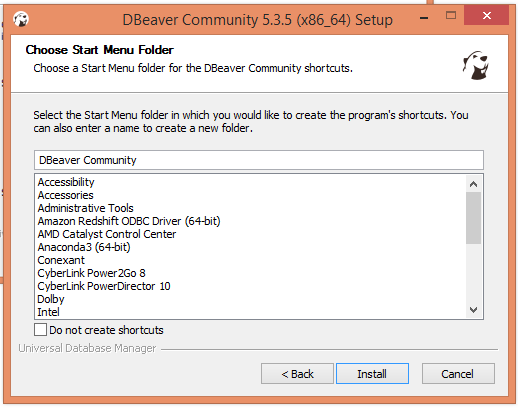 DBeaver Community 5.3.5 (x86_64) Setup
Choose Start Menu Folder
Choose a Start Menu folder for the DBeaver Community shortcuts.
Select the Start Menu folder in which you would like to create the program's shortcuts. You
can also enter a name to create a new folder.
DBeaver Community
Accessibility
Accessories
Administrative Tools
Amazon Redshift ODBC Driver (64-bit)
AMD Catalyst Control Center
Anaconda3 (64-bit)
Conexant
CyberLink Power2Go 8
CyberLink PowerDirector 10
Dolby
Intel
Do not create shortcuts
Universal Database Manager
< Back
Install
Cancel